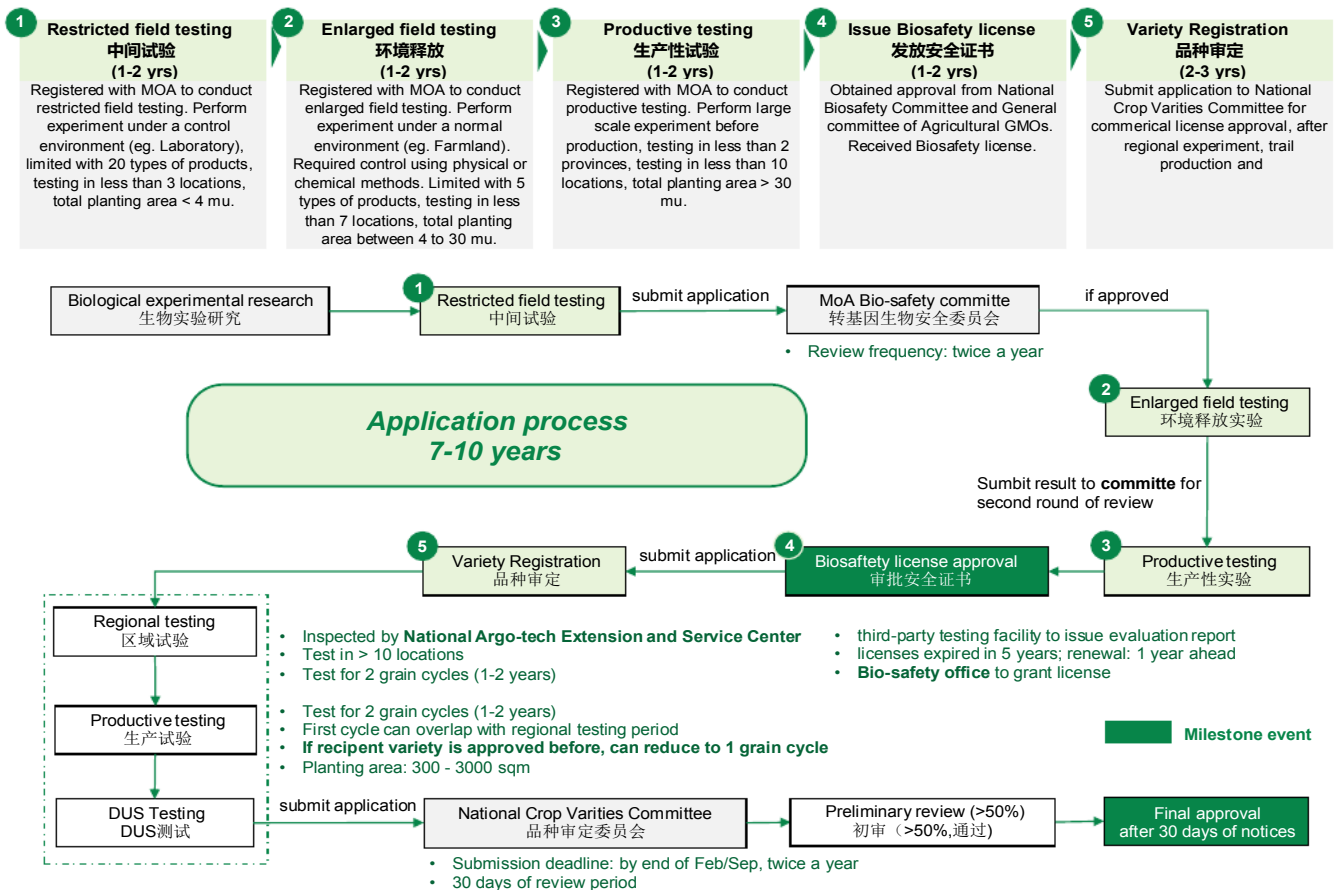 1
Restricted field testing
中间试验
(1-2 yrs)
Registered with MOA to conduct
restricted field testing. Perform
experiment under a control
environment (eg. Laboratory),
limited with 20 types of products,
testing in less than 3 locations,
total planting area < 4 mu.
2
Enlarged field testing
环境释放
(1-2 yrs)
Registered with MOA to conduct
enlarged field testing. Perform
experiment under a normal
environment (eg. Farmland).
Required control using physical or
chemical methods. Limited with 5
types of products, testing in less
than 7 locations, total planting
area between 4 to 30 mu.
3
Productive testing
生产性试验
(1-2 yrs)
Registered with MOA to conduct
productive testing. Perform large
scale experiment before
production, testing in less than 2
provinces, testing in less than 10
locations, total planting area > 30
mu.
4
Issue Biosafety license
发放安全证书
(1-2 yrs)
Obtained approval from National
Biosafety Committee and General
committee of Agricultural GMOs.
Received Biosafety license.
5
Variety Registration
品种审定
(2-3 yrs)
Submit application to National
Crop Varities Committee for
commerical license approval, after
regional experiment, trail
production and
Biological experimental research
生物实验研究
1
Restricted field testing
中间试验
submit application
MoA Bio-safety committe
转基因生物安全委员会
if approved
• Review frequency: twice a year
2
Enlarged field testing
环境释放实验
Application process
7-10 years
Sumbit result to committe for
second round of review
3
Productive testing
生产性实验
4
Biosaftety license approval
审批安全证书
submit application
5
Variety Registration
品种审定
• third-party testing facility to issue evaluation report
• licenses expired in 5 years; renewal: 1 year ahead
• Bio-safety office to grant license
Regional testing
区域试验
• Inspected by National Argo-tech Extension and Service Center
• Test in > 10 locations
• Test for 2 grain cycles (1-2 years)
Productive testing
生产试验
• Test for 2 grain cycles (1-2 years)
• First cycle can overlap with regional testing period
• If recipent variety is approved before, can reduce to 1 grain cycle
• Planting area: 300 - 3000 sqm
Milestone event
DUS Testing
DUS测试
submit application
National Crop Varities Committee
品种审定委员会
Preliminary review (>50%)
初审（>50%,通过)
Final approval
after 30 days of notices
• Submission deadline: by end of Feb/Sep, twice a year
• 30 days of review period